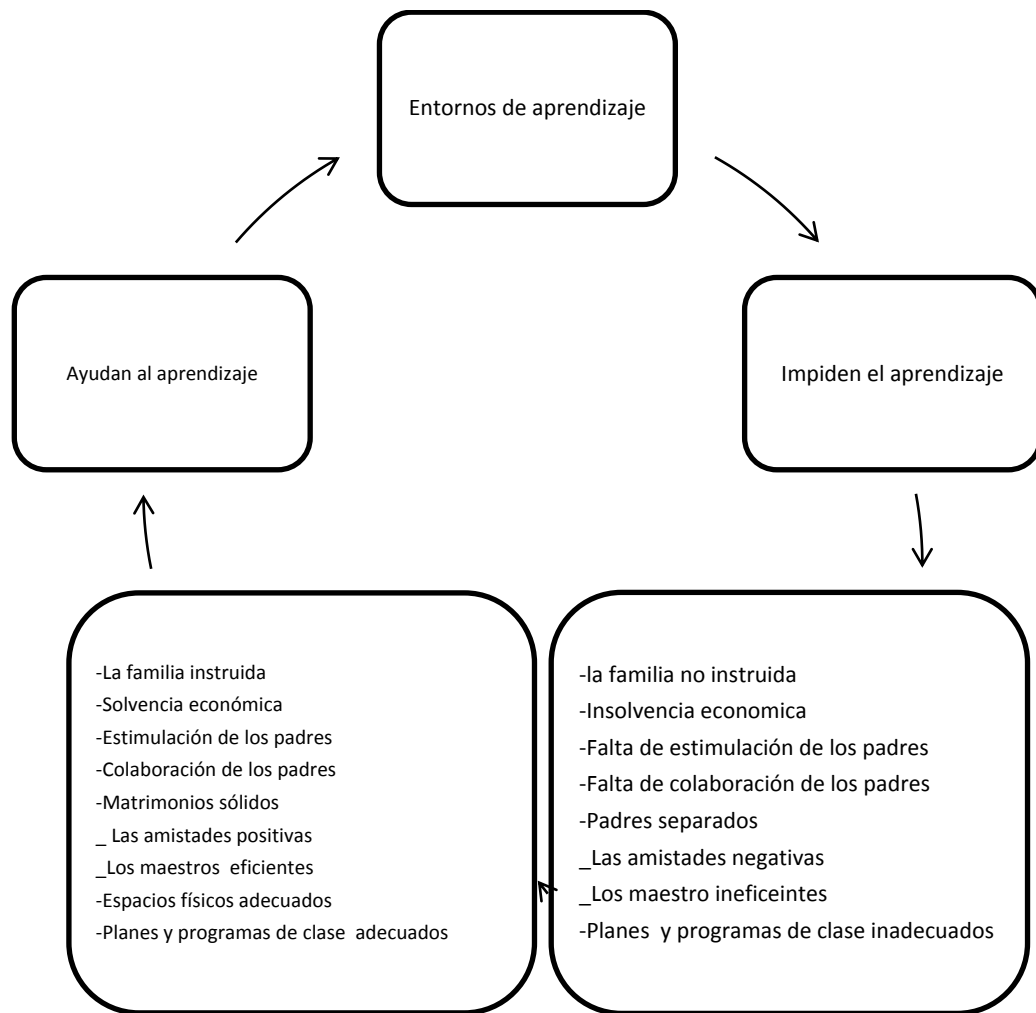 Entornos de aprendizaje
Ayudan al aprendizaje
Impiden el aprendizaje
-La familia instruida
-Solvencia económica
-Estimulación de los padres
-Colaboración de los padres
-Matrimonios sólidos
_ Las amistades positivas
_Los maestros eficientes
-Espacios físicos adecuados
-Planes y programas de clase adecuados
-la familia no instruida
-Insolvencia economica
-Falta de estimulación de los padres
-Falta de colaboración de los padres
-Padres separados
_Las amistades negativas
_Los maestro ineficeintes
-Planes y programas de clase inadecuados